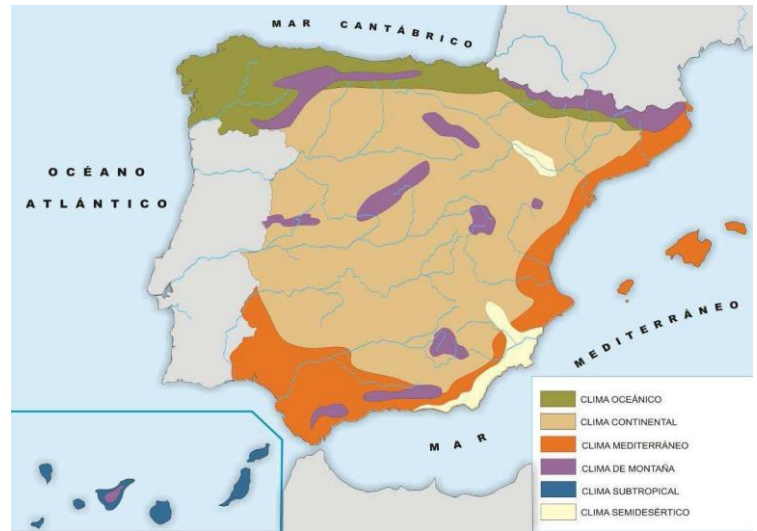 MAR CANTÁBRICO
OCÉANO
ATLÁNTICO
MEDITERRÁNEO
MAR
CLIMA OCEÁNICO
CLIMA CONTINENTAL
CLIMA MEDITERRÁNEO
CLIMA DE MONTAÑA
CLIMA SUBTROPICAL
CLIMA SEMIDESÉRTICO